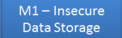 M1 – Insecure
Data Storage